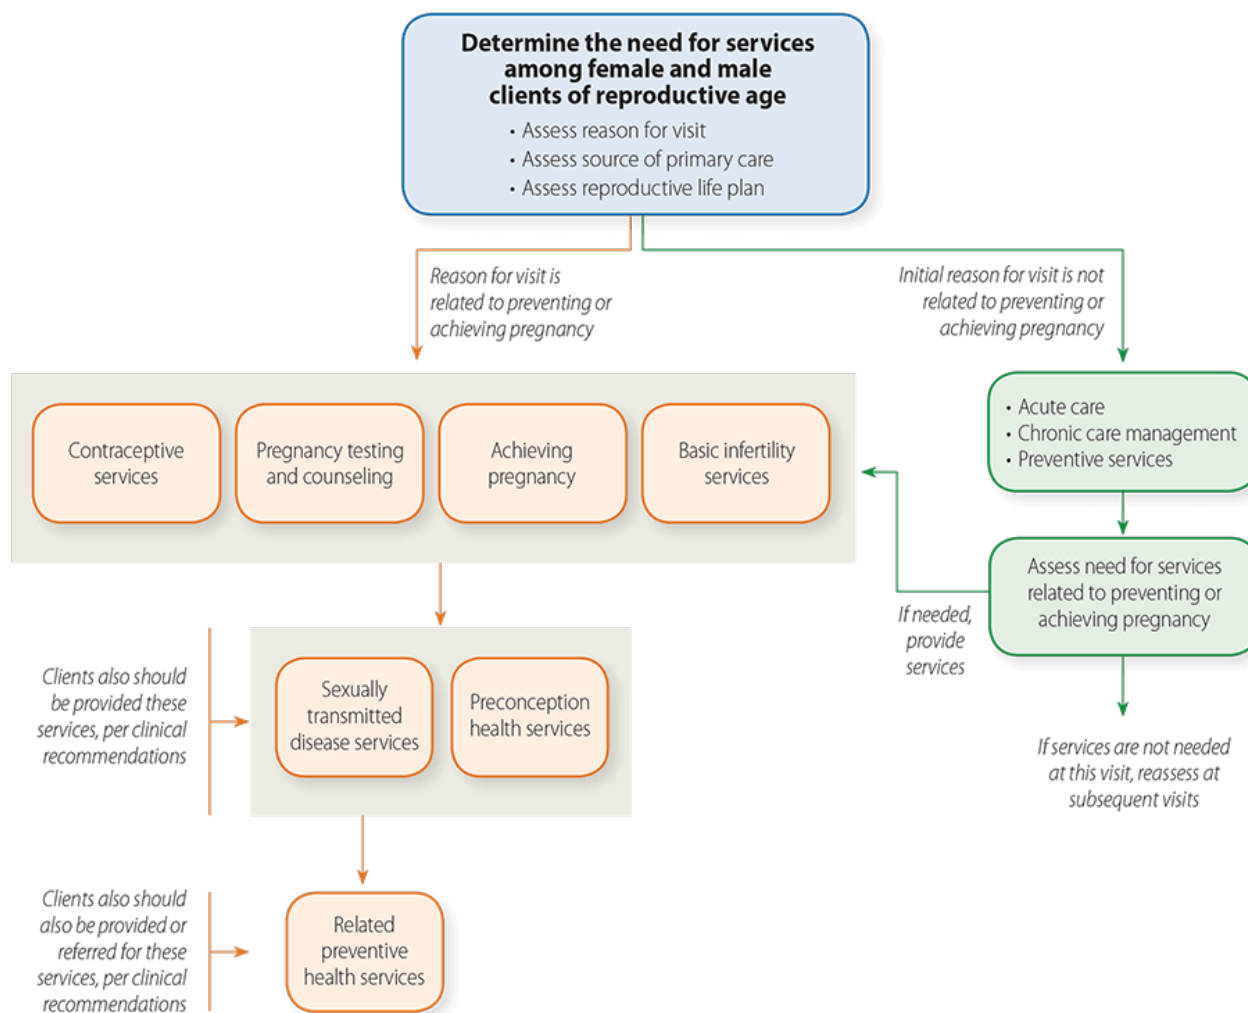 Determine the need for services
among female and male
clients of reproductive age
• Assess reason for visit
• Assess source of primary care
• Assess reproductive life plan
Reason for visit is
related to preventing or
achieving pregnancy
Initial reason for visit is not
related to preventing or
achieving pregnancy
Contraceptive
services
Pregnancy testing
and counseling
Achieving
pregnancy
Basic infertility
services
• Acute care
• Chronic care management
• Preventive services
Assess need for services
related to preventing or
achieving pregnancy
If needed,
provide
services
If services are not needed
at this visit, reassess at
subsequent visits
Clients also should
be provided these
services, per clinical
recommendations
Sexually
transmitted
disease services
Preconception
health services
Clients also should
also be provided or
referred for these
services, per clinical
recommendations
Related
preventive
health services